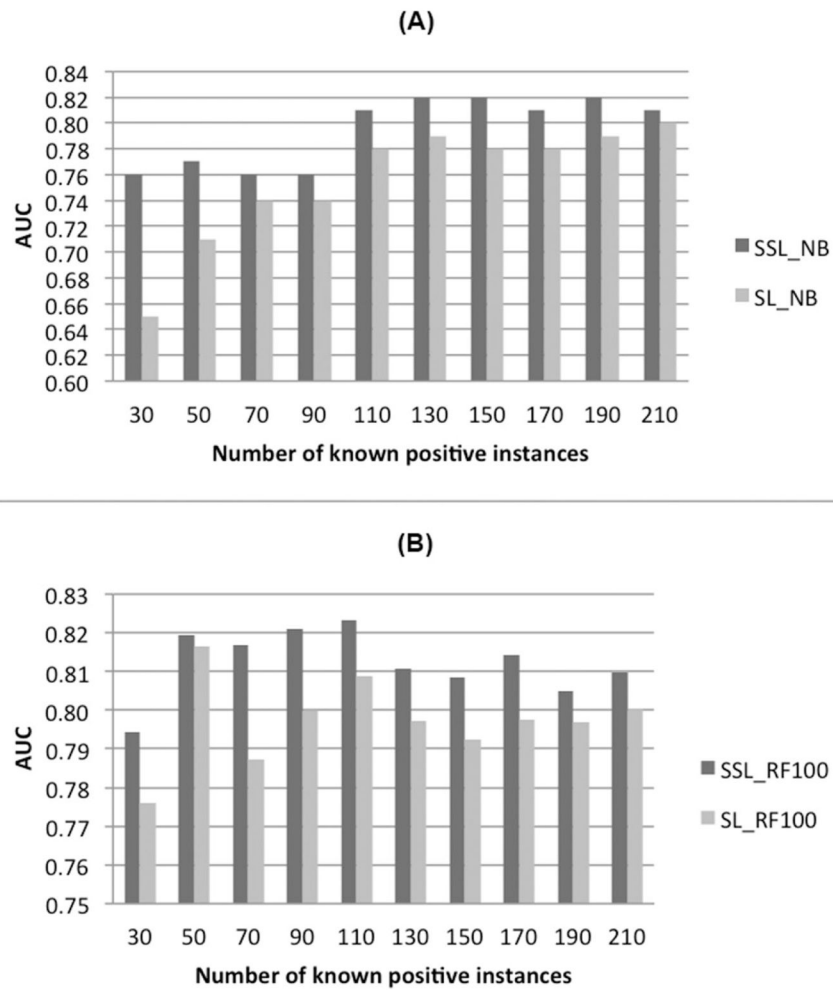 (A)
0.84
0.82
0.80
0.78
0.76
0.74
0.72
0.70
0.68
0.66
0.64
0.62
0.60
AUC
30 50 70 90 110 130 150 170 190 210
Number of known positive instances
SSL_NB
SL_NB
(B)
0.83
0.82
0.81
0.80
0.79
0.78
0.77
0.76
0.75
AUC
30 50 70 90 110 130 150 170 190 210
Number of known positive instances
SSL_RF100
SL_RF100